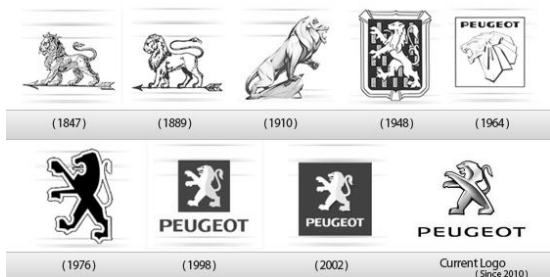 PEUGEOT
(1847)
(1889)
(1910)
(1948)
(1964)
PEUGEOT
PEUGEOT
PEUGEOT
(1976)
(1998)
(2002)
Current Logo
(Since 2010)